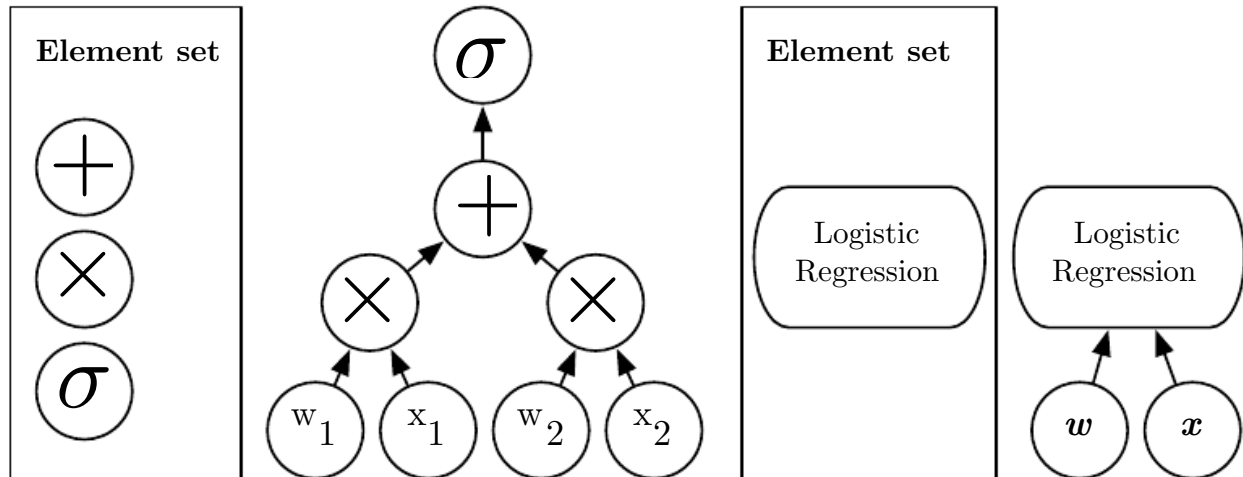 Element set
+
×
σ
σ
+
× ×
w1 x1 w2 x2
Element set
Logistic
Regression
Logistic
Regression
w x